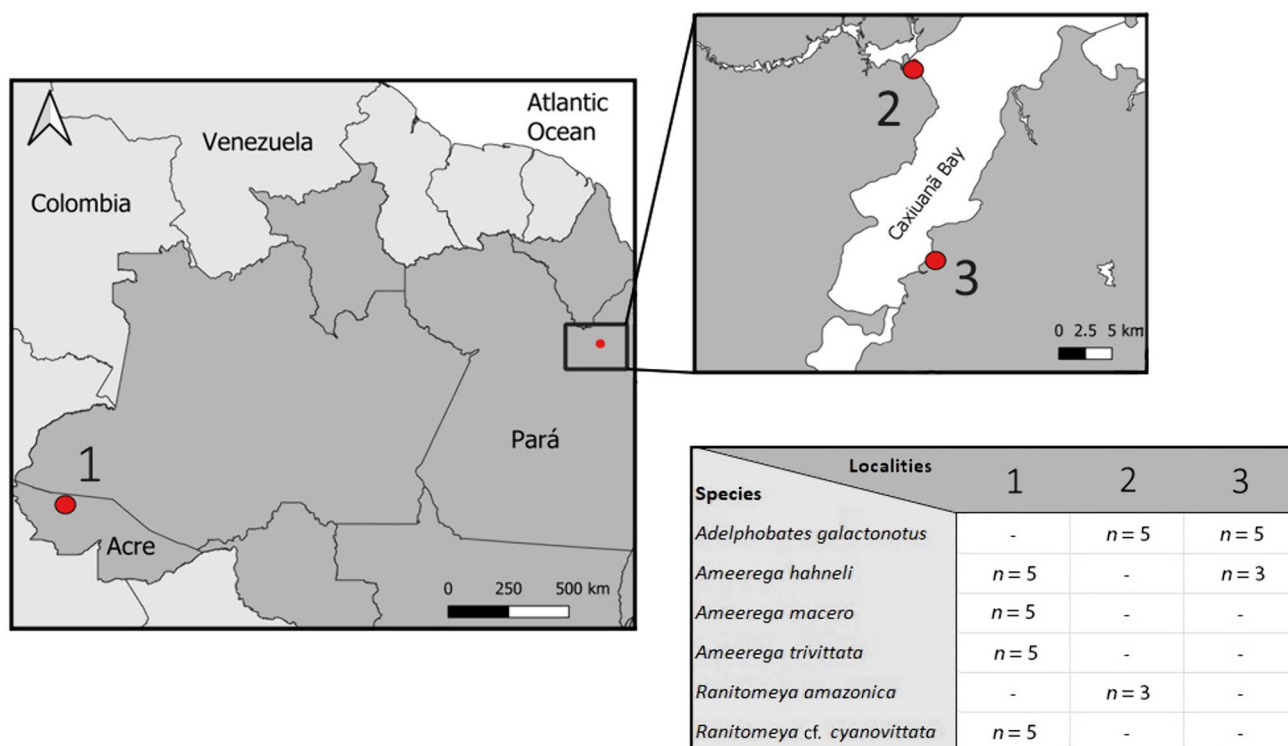 Atlantic
Ocean
Venezuela
Colombia
Pará
1
Acre
0 250 500 km
2
Caxiuanã Bay
3
0 2.5 5 km
Localities 1 2 3
Species
Adelphobates galactonotus - n = 5 n = 5
Ameerega hahneli n = 5 - n = 3
Ameerega macero n = 5 - -
Ameerega trivittata n = 5 - -
Ranitomeya amazonica - n = 3 -
Ranitomeya cf. cyanovittata n = 5 - -